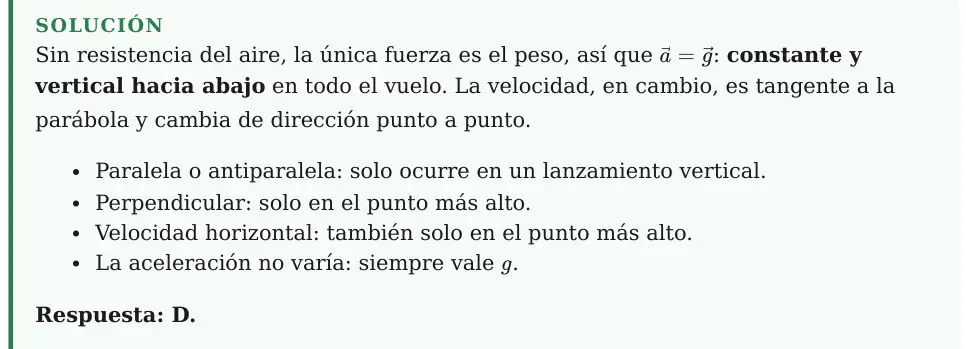 SOLUCIÓN
Sin resistencia del aire, la única fuerza es el peso, así que $\vec{a} = \vec{g}$: constante y
vertical hacia abajo en todo el vuelo. La velocidad, en cambio, es tangente a la
parábola y cambia de dirección punto a punto.
• Paralela o antiparalela: solo ocurre en un lanzamiento vertical.
• Perpendicular: solo en el punto más alto.
• Velocidad horizontal: también solo en el punto más alto.
• La aceleración no varía: siempre vale $g$.
Respuesta: D.